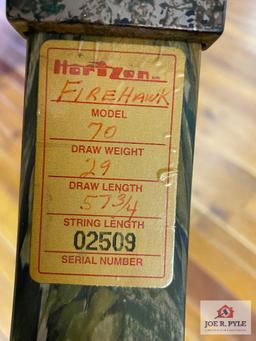 Horizon
FIREHAWK
MODEL
70
DRAW WEIGHT
29
DRAW LENGTH
57 3/4
STRING LENGTH
02509
SERIAL NUMBER
JOE R. PYLE